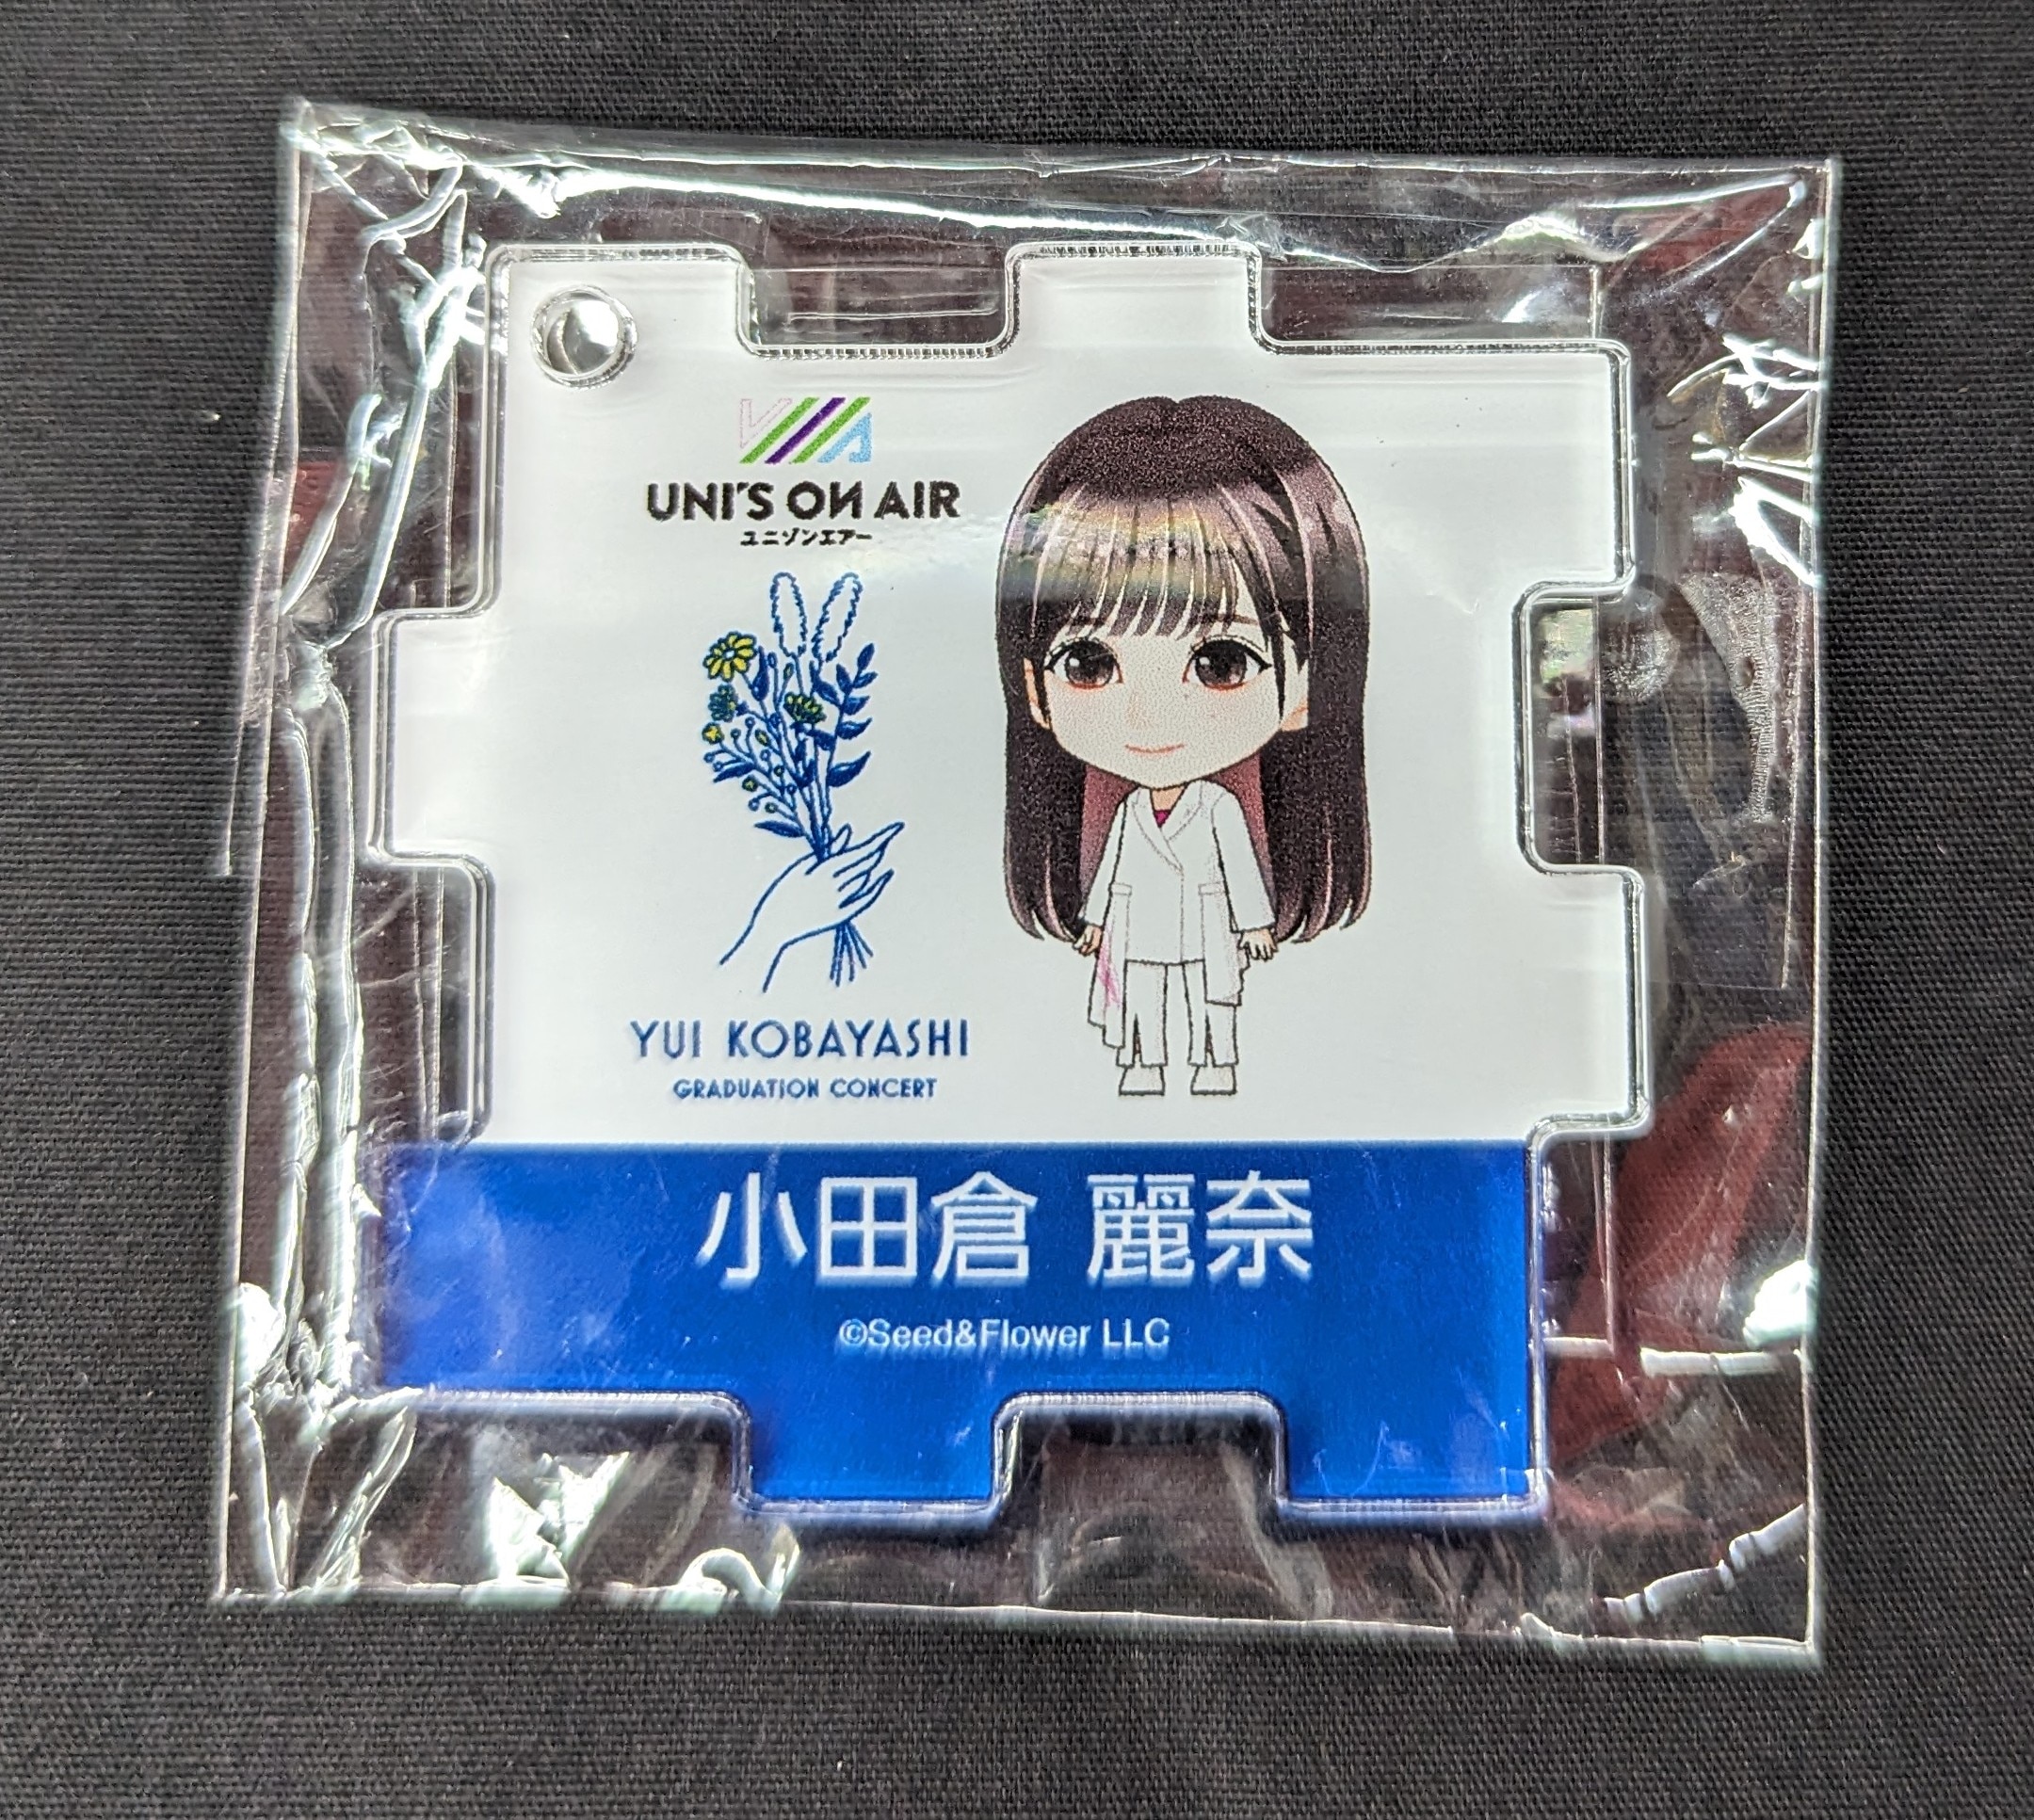 UNI'S ON AIR
ユニゾンエアー
YUI KOBAYASHI
GRADUATION CONCERT
小田倉 麗奈
©Seed&Flower LLC